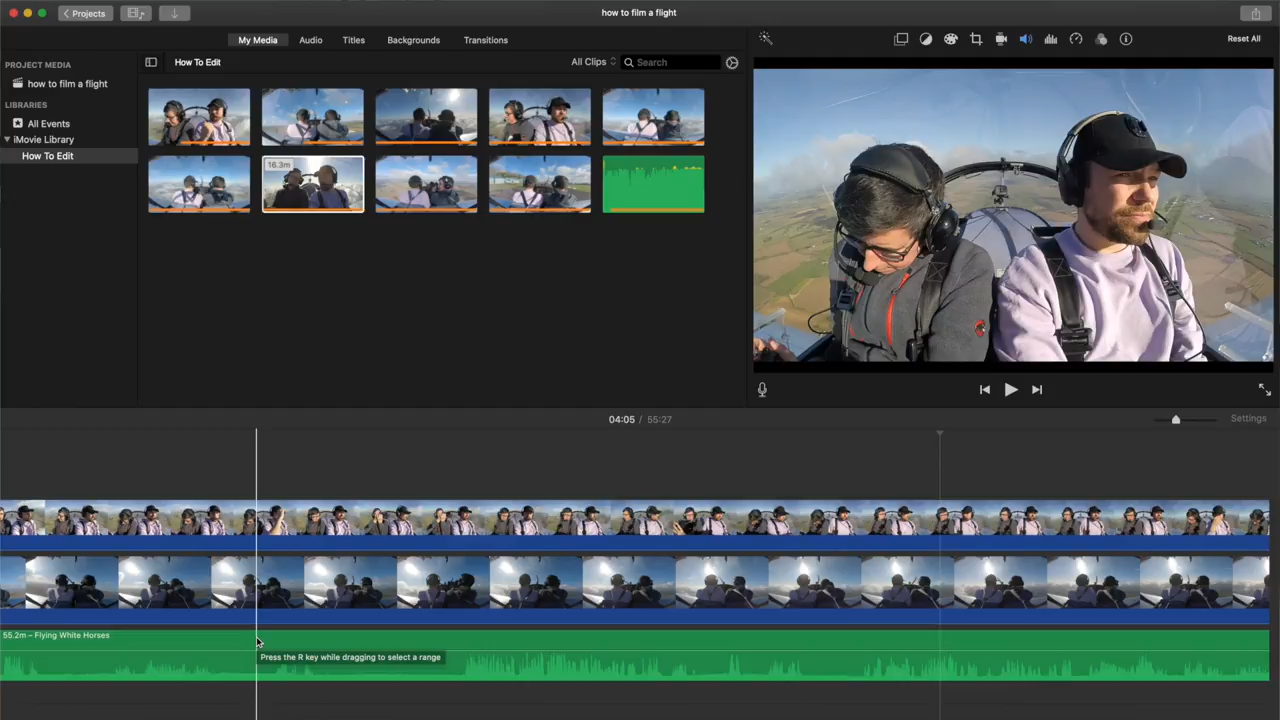 Projects
how to film a flight
My Media
Audio
Titles
Backgrounds
Transitions
Reset All
PROJECT MEDIA
how to film a flight
LIBRARIES
All Events
iMovie Library
How To Edit
How To Edit
All Clips
Search
16.3m
04:05 / 55:27
Settings
55.2m – Flying White Horses
Press the R key while dragging to select a range